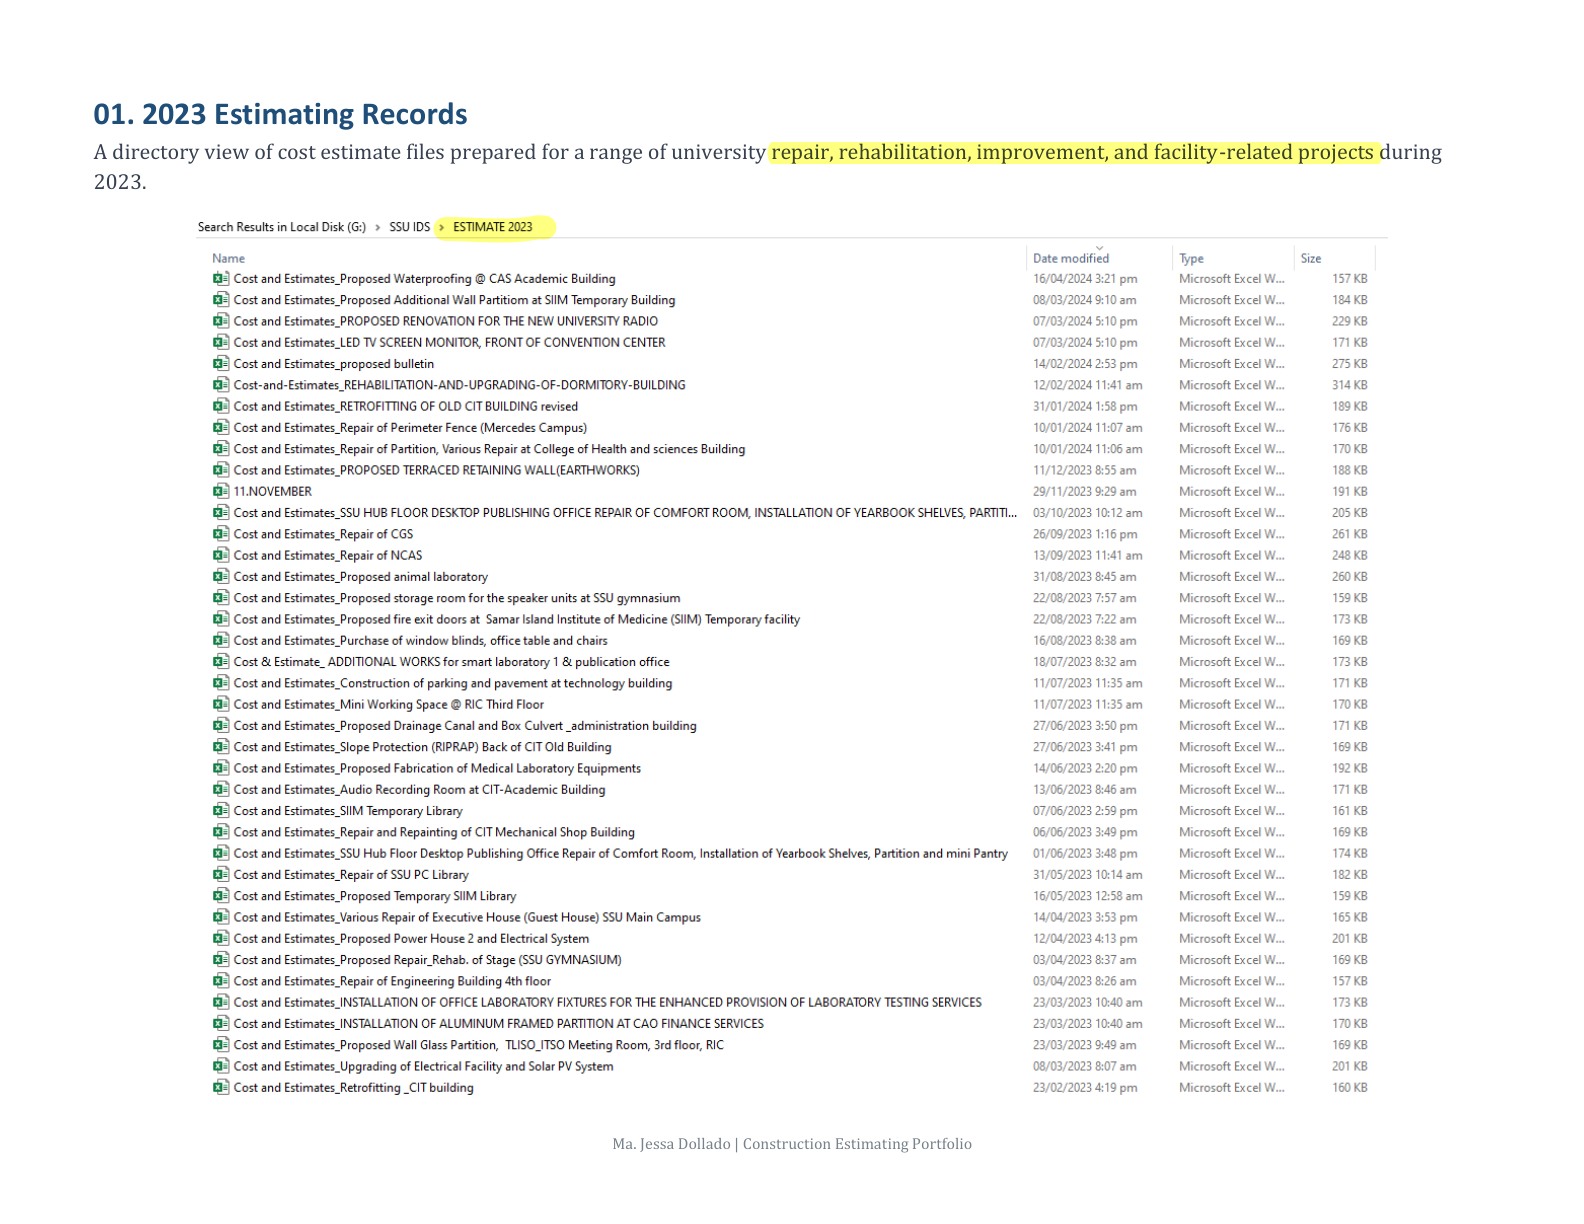 01. 2023 Estimating Records
A directory view of cost estimate files prepared for a range of university repair, rehabilitation, improvement, and facility-related projects during
2023.
Search Results in Local Disk (G:) › SSU IDS › ESTIMATE 2023
Name Date modified Type Size
Cost and Estimates_Proposed Waterproofing @ CAS Academic Building 16/04/2024 3:21 pm Microsoft Excel W... 157 KB
Cost and Estimates_Proposed Additional Wall Partitiom at SIIM Temporary Building 08/03/2024 9:10 am Microsoft Excel W... 184 KB
Cost and Estimates_PROPOSED RENOVATION FOR THE NEW UNIVERSITY RADIO 07/03/2024 5:10 pm Microsoft Excel W... 229 KB
Cost and Estimates_LED TV SCREEN MONITOR, FRONT OF CONVENTION CENTER 07/03/2024 5:10 pm Microsoft Excel W... 171 KB
Cost and Estimates_proposed bulletin 14/02/2024 2:53 pm Microsoft Excel W... 275 KB
Cost-and-Estimates_REHABILITATION-AND-UPGRADING-OF-DORMITORY-BUILDING 12/02/2024 11:41 am Microsoft Excel W... 314 KB
Cost and Estimates_RETROFITTING OF OLD CIT BUILDING revised 31/01/2024 1:58 pm Microsoft Excel W... 189 KB
Cost and Estimates_Repair of Perimeter Fence (Mercedes Campus) 10/01/2024 11:07 am Microsoft Excel W... 176 KB
Cost and Estimates_Repair of Partition, Various Repair at College of Health and sciences Building 10/01/2024 11:06 am Microsoft Excel W... 170 KB
Cost and Estimates_PROPOSED TERRACED RETAINING WALL(EARTHWORKS) 11/12/2023 8:55 am Microsoft Excel W... 188 KB
11.NOVEMBER 29/11/2023 9:29 am Microsoft Excel W... 191 KB
Cost and Estimates_SSU HUB FLOOR DESKTOP PUBLISHING OFFICE REPAIR OF COMFORT ROOM, INSTALLATION OF YEARBOOK SHELVES, PARTITI... 03/10/2023 10:12 am Microsoft Excel W... 205 KB
Cost and Estimates_Repair of CGS 26/09/2023 1:16 pm Microsoft Excel W... 261 KB
Cost and Estimates_Repair of NCAS 13/09/2023 11:41 am Microsoft Excel W... 248 KB
Cost and Estimates_Proposed animal laboratory 31/08/2023 8:45 am Microsoft Excel W... 260 KB
Cost and Estimates_Proposed storage room for the speaker units at SSU gymnasium 22/08/2023 7:57 am Microsoft Excel W... 159 KB
Cost and Estimates_Proposed fire exit doors at  Samar Island Institute of Medicine (SIIM) Temporary facility 22/08/2023 7:22 am Microsoft Excel W... 173 KB
Cost and Estimates_Purchase of window blinds, office table and chairs 16/08/2023 8:38 am Microsoft Excel W... 169 KB
Cost & Estimate_ ADDITIONAL WORKS for smart laboratory 1 & publication office 18/07/2023 8:32 am Microsoft Excel W... 173 KB
Cost and Estimates_Construction of parking and pavement at technology building 11/07/2023 11:35 am Microsoft Excel W... 171 KB
Cost and Estimates_Mini Working Space @ RIC Third Floor 11/07/2023 11:35 am Microsoft Excel W... 170 KB
Cost and Estimates_Proposed Drainage Canal and Box Culvert _administration building 27/06/2023 3:50 pm Microsoft Excel W... 171 KB
Cost and Estimates_Slope Protection (RIPRAP) Back of CIT Old Building 27/06/2023 3:41 pm Microsoft Excel W... 169 KB
Cost and Estimates_Proposed Fabrication of Medical Laboratory Equipments 14/06/2023 2:20 pm Microsoft Excel W... 192 KB
Cost and Estimates_Audio Recording Room at CIT-Academic Building 13/06/2023 8:46 am Microsoft Excel W... 171 KB
Cost and Estimates_SIIM Temporary Library 07/06/2023 2:59 pm Microsoft Excel W... 161 KB
Cost and Estimates_Repair and Repainting of CIT Mechanical Shop Building 06/06/2023 3:49 pm Microsoft Excel W... 169 KB
Cost and Estimates_SSU Hub Floor Desktop Publishing Office Repair of Comfort Room, Installation of Yearbook Shelves, Partition and mini Pantry 01/06/2023 3:48 pm Microsoft Excel W... 174 KB
Cost and Estimates_Repair of SSU PC Library 31/05/2023 10:14 am Microsoft Excel W... 182 KB
Cost and Estimates_Proposed Temporary SIIM Library 16/05/2023 12:58 am Microsoft Excel W... 159 KB
Cost and Estimates_Various Repair of Executive House (Guest House) SSU Main Campus 14/04/2023 3:53 pm Microsoft Excel W... 165 KB
Cost and Estimates_Proposed Power House 2 and Electrical System 12/04/2023 4:13 pm Microsoft Excel W... 201 KB
Cost and Estimates_Proposed Repair_Rehab. of Stage (SSU GYMNASIUM) 03/04/2023 8:37 am Microsoft Excel W... 169 KB
Cost and Estimates_Repair of Engineering Building 4th floor 03/04/2023 8:26 am Microsoft Excel W... 157 KB
Cost and Estimates_INSTALLATION OF OFFICE LABORATORY FIXTURES FOR THE ENHANCED PROVISION OF LABORATORY TESTING SERVICES 23/03/2023 10:40 am Microsoft Excel W... 173 KB
Cost and Estimates_INSTALLATION OF ALUMINUM FRAMED PARTITION AT CAO FINANCE SERVICES 23/03/2023 10:40 am Microsoft Excel W... 170 KB
Cost and Estimates_Proposed Wall Glass Partition,  TLISO_ITSO Meeting Room, 3rd floor, RIC 23/03/2023 9:49 am Microsoft Excel W... 169 KB
Cost and Estimates_Upgrading of Electrical Facility and Solar PV System 08/03/2023 8:07 am Microsoft Excel W... 201 KB
Cost and Estimates_Retrofitting _CIT building 23/02/2023 4:19 pm Microsoft Excel W... 160 KB
Ma. Jessa Dollado | Construction Estimating Portfolio